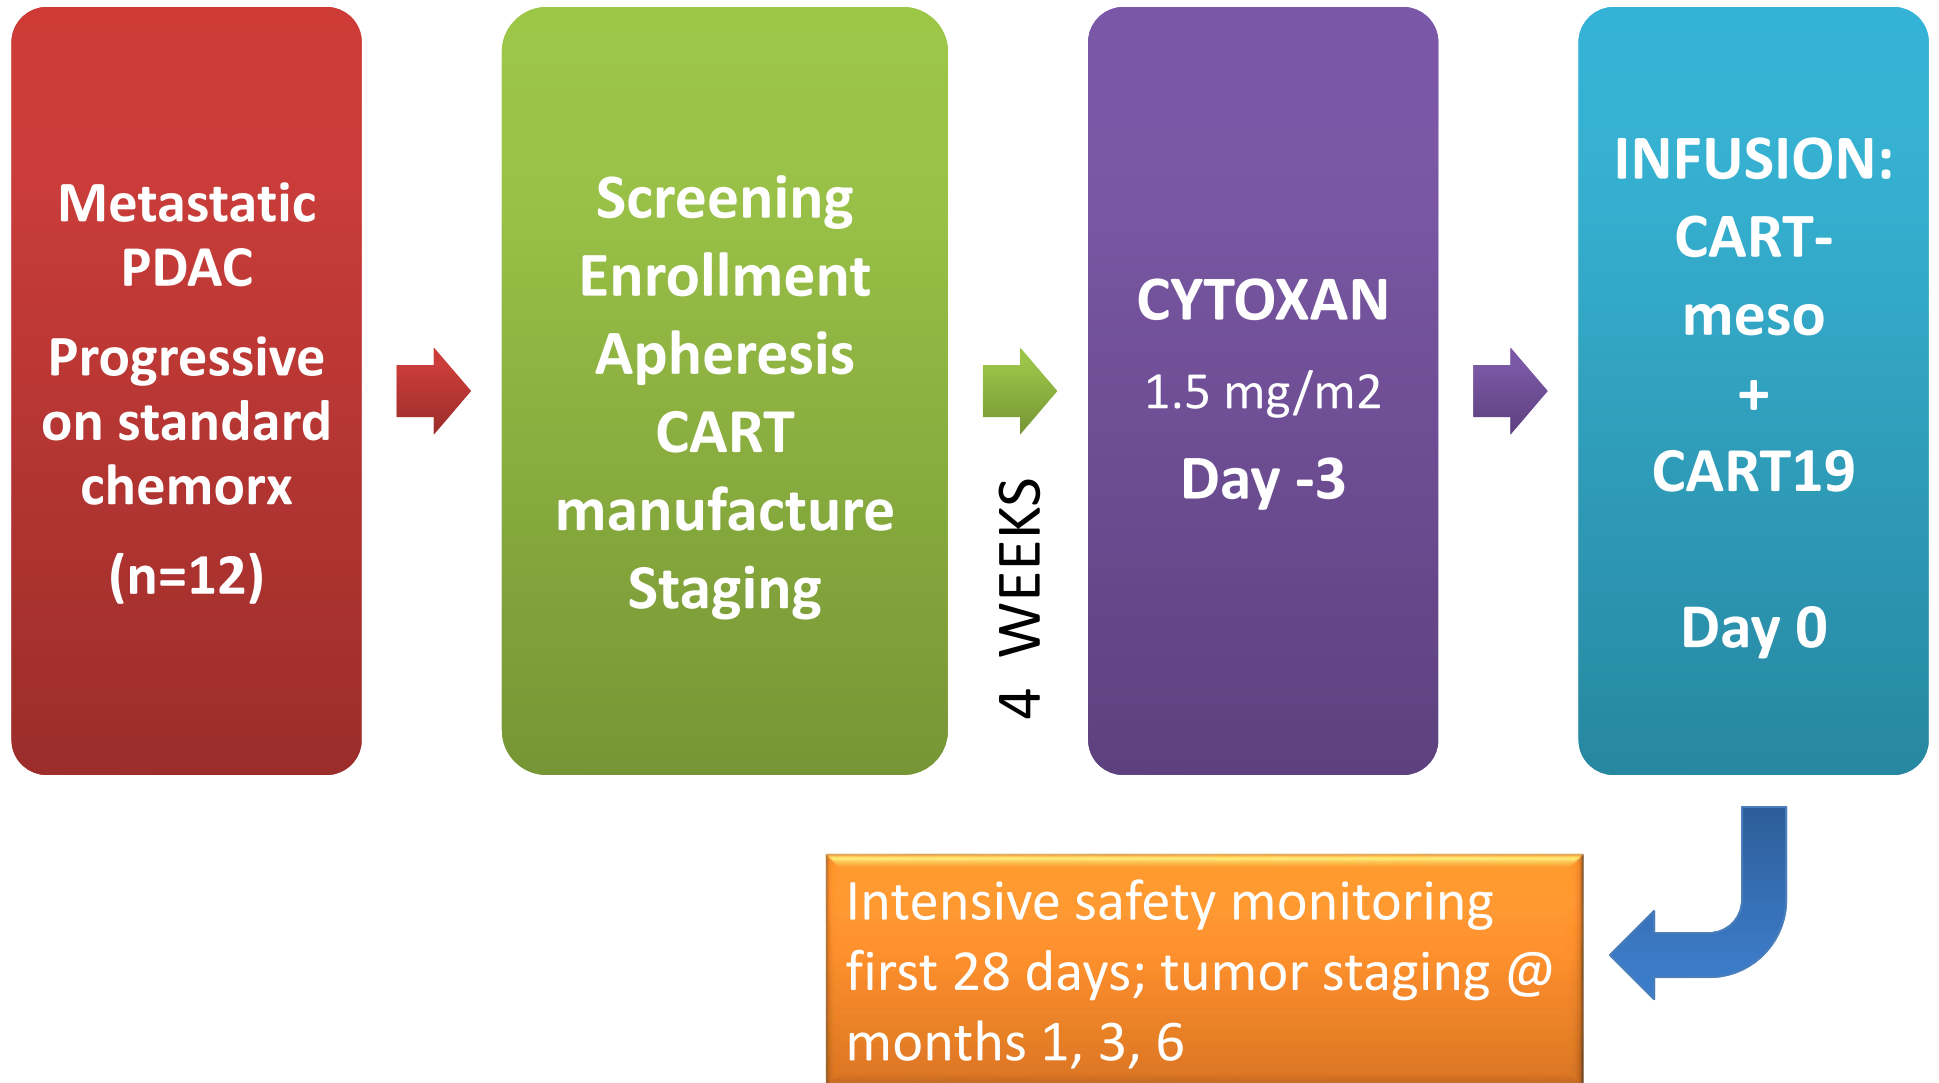 Metastatic
PDAC
Progressive
on standard
chemorx
(n=12)
Screening
Enrollment
Apheresis
CART
manufacture
Staging
4 WEEKS
CYTOXAN
1.5 mg/m2
Day -3
INFUSION:
CART-
meso
+
CART19
Day 0
Intensive safety monitoring
first 28 days; tumor staging @
months 1, 3, 6